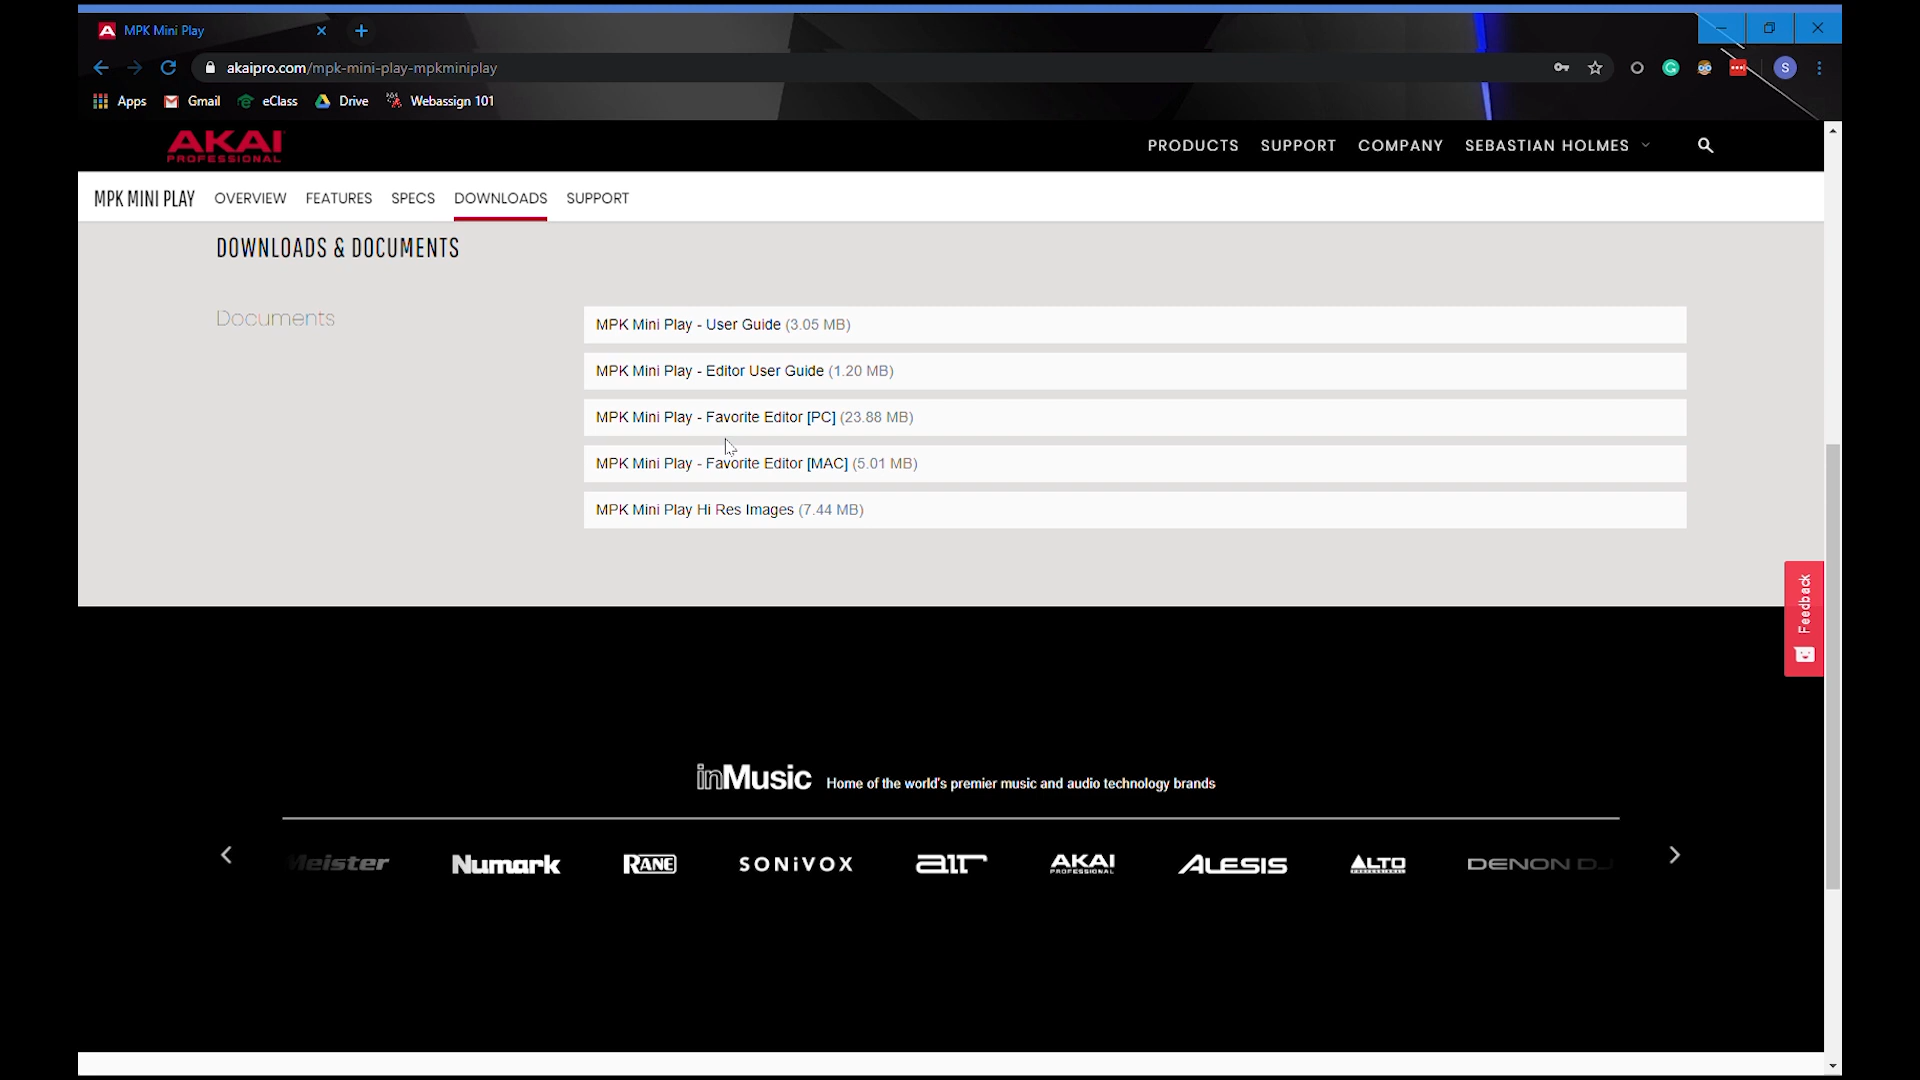 MPK Mini Play
akaipro.com/mpk-mini-play-mpkminiplay
S
Apps Gmail eClass Drive Webassign 101
AKAI
PROFESSIONAL
PRODUCTS SUPPORT COMPANY SEBASTIAN HOLMES
MPK MINI PLAY OVERVIEW FEATURES SPECS DOWNLOADS SUPPORT
DOWNLOADS & DOCUMENTS
Documents
MPK Mini Play - User Guide (3.05 MB)
MPK Mini Play - Editor User Guide (1.20 MB)
MPK Mini Play - Favorite Editor [PC] (23.88 MB)
MPK Mini Play - Favorite Editor [MAC] (5.01 MB)
MPK Mini Play Hi Res Images (7.44 MB)
Feedback
inMusic Home of the world's premier music and audio technology brands
Meister Numark RANE SONiVOX air AKAI PROFESSIONAL ALESIS ALTO PROFESSIONAL DENON DJ